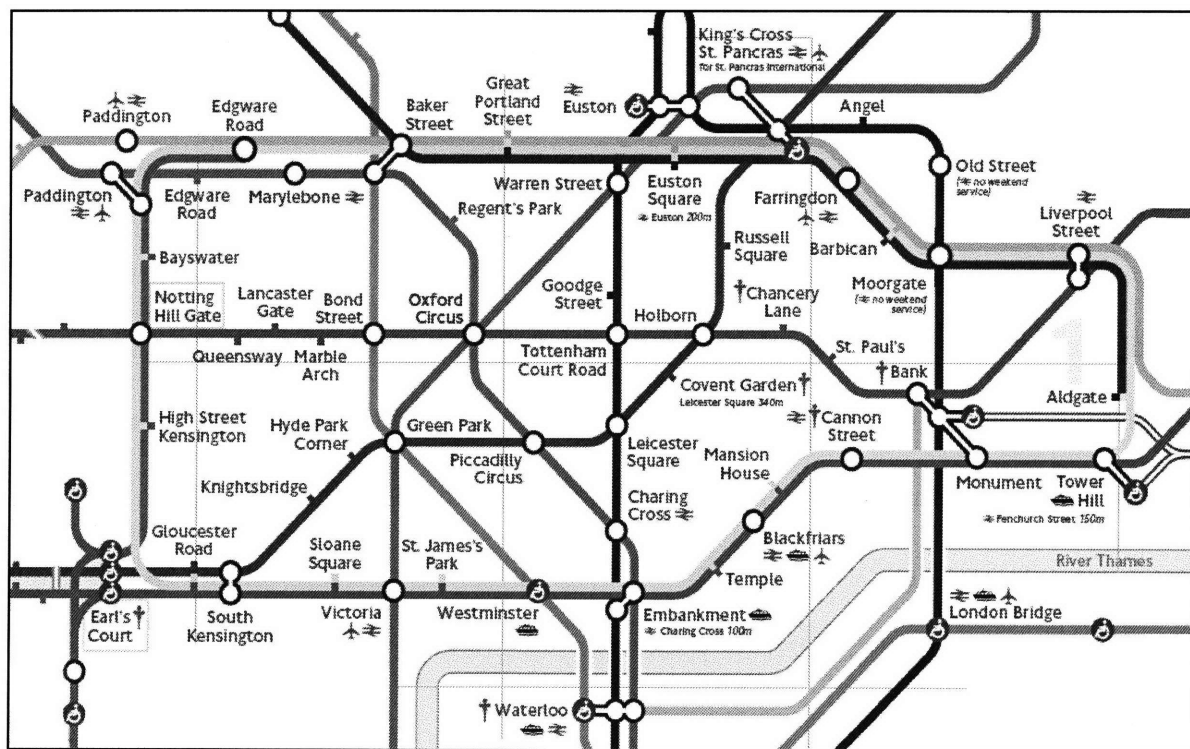 King's Cross
St. Pancras
for St. Pancras International
Paddington
Edgware
Road
Baker
Street
Great
Portland
Street
Euston
Angel
Paddington
Edgware
Road
Marylebone
Warren Street
Regent's Park
Euston
Square
Euston 200m
Farringdon
Old Street
(no weekend
service)
Liverpool
Street
Russell
Square
Barbican
Bayswater
Moorgate
(no weekend
service)
Notting
Hill Gate
Lancaster
Gate
Bond
Street
Oxford
Circus
Goodge
Street
Holborn
Chancery
Lane
1
Queensway
Marble
Arch
Tottenham
Court Road
St. Paul's
Bank
Covent Garden
Leicester Square 340m
Aldgate
High Street
Kensington
Hyde Park
Corner
Green Park
Piccadilly
Circus
Leicester
Square
Cannon
Street
Mansion
House
Monument
Tower
Hill
Fenchurch Street 150m
Knightsbridge
Charing
Cross
Gloucester
Road
Sloane
Square
St. James's
Park
Blackfriars
River Thames
Temple
Earl's
Court
South
Kensington
Victoria
Westminster
Embankment
Charing Cross 100m
London Bridge
Waterloo